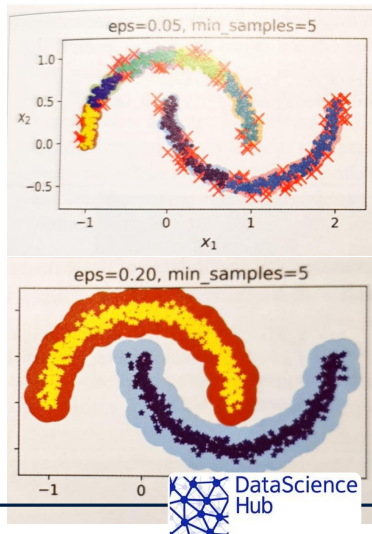 eps=0.05, min_samples=5
1.0
0.5
x₂
0.0
−0.5
−1
0
1
2
x₁
eps=0.20, min_samples=5
−1
0
DataScience
Hub